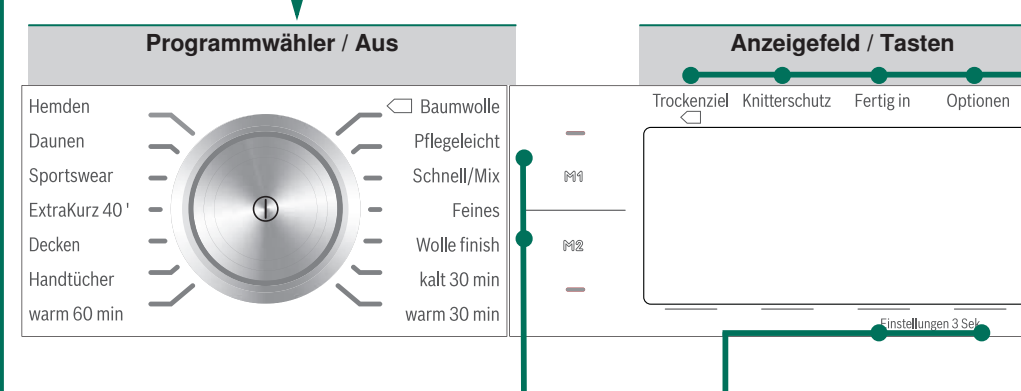 Programmwähler / Aus
Hemden
Daunen
Sportswear
ExtraKurz 40 '
Decken
Handtücher
warm 60 min
Baumwolle
Pflegeleicht
Schnell/Mix
Feines
Wolle finish
kalt 30 min
warm 30 min
M1
M2
Anzeigefeld / Tasten
Trockenziel Knitterschutz Fertig in Optionen
Einstellungen 3 Sek.